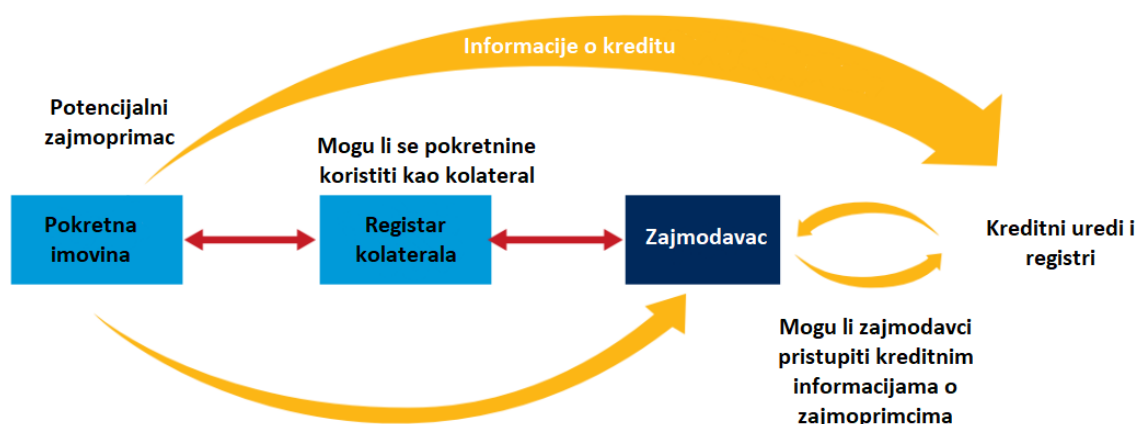 Informacije o kreditu
Potencijalni
zajmoprimac
Mogu li se pokretnine
koristiti kao kolateral
Pokretna
imovina
Registar
kolaterala
Zajmodavac
Kreditni uredi i
registri
Mogu li zajmodavci
pristupiti kreditnim
informacijama o
zajmoprimcima